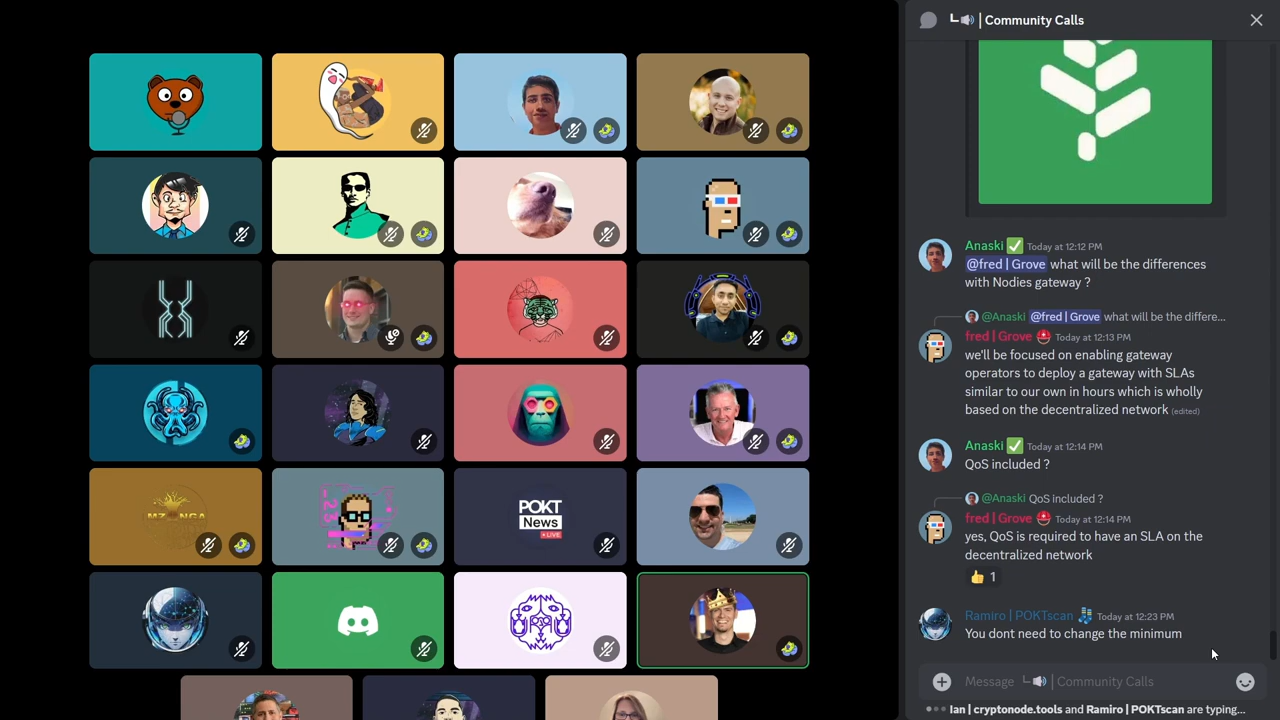 └🔊 | Community Calls
Anaski ✅ Today at 12:12 PM
@fred | Grove what will be the differences
with Nodies gateway ?
@Anaski @fred | Grove what will be the differe...
fred | Grove ⛑ Today at 12:13 PM
we'll be focused on enabling gateway
operators to deploy a gateway with SLAs
similar to our own in hours which is wholly
based on the decentralized network (edited)
Anaski ✅ Today at 12:14 PM
QoS included ?
@Anaski QoS included ?
fred | Grove ⛑ Today at 12:14 PM
yes, QoS is required to have an SLA on the
decentralized network
👍 1
Ramiro | POKTscan Today at 12:23 PM
You dont need to change the minimum
Message └🔊 | Community Calls
Ian | cryptonode.tools and Ramiro | POKTscan are typing...
POKT
News
LIVE